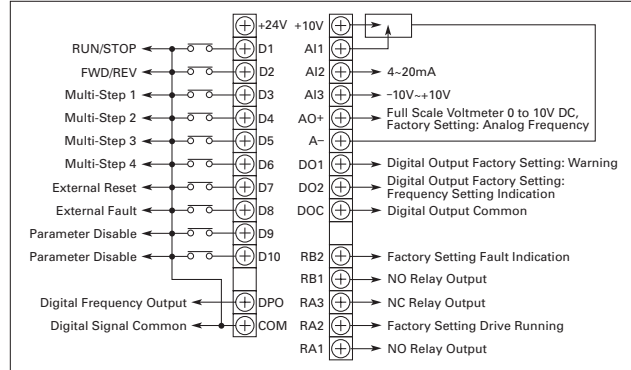 +24V +10V
RUN/STOP D1 AI1
FWD/REV D2 AI2 4~20mA
Multi-Step 1 D3 AI3 –10V~+10V
Multi-Step 2 D4 AO+ Full Scale Voltmeter 0 to 10V DC,
Factory Setting: Analog Frequency
Multi-Step 3 D5 A–
Multi-Step 4 D6 DO1 Digital Output Factory Setting: Warning
External Reset D7 DO2 Digital Output Factory Setting:
Frequency Setting Indication
External Fault D8 DOC Digital Output Common
Parameter Disable D9
Parameter Disable D10 RB2 Factory Setting Fault Indication
RB1 NO Relay Output
Digital Frequency Output DPO RA3 NC Relay Output
Digital Signal Common COM RA2 Factory Setting Drive Running
RA1 NO Relay Output